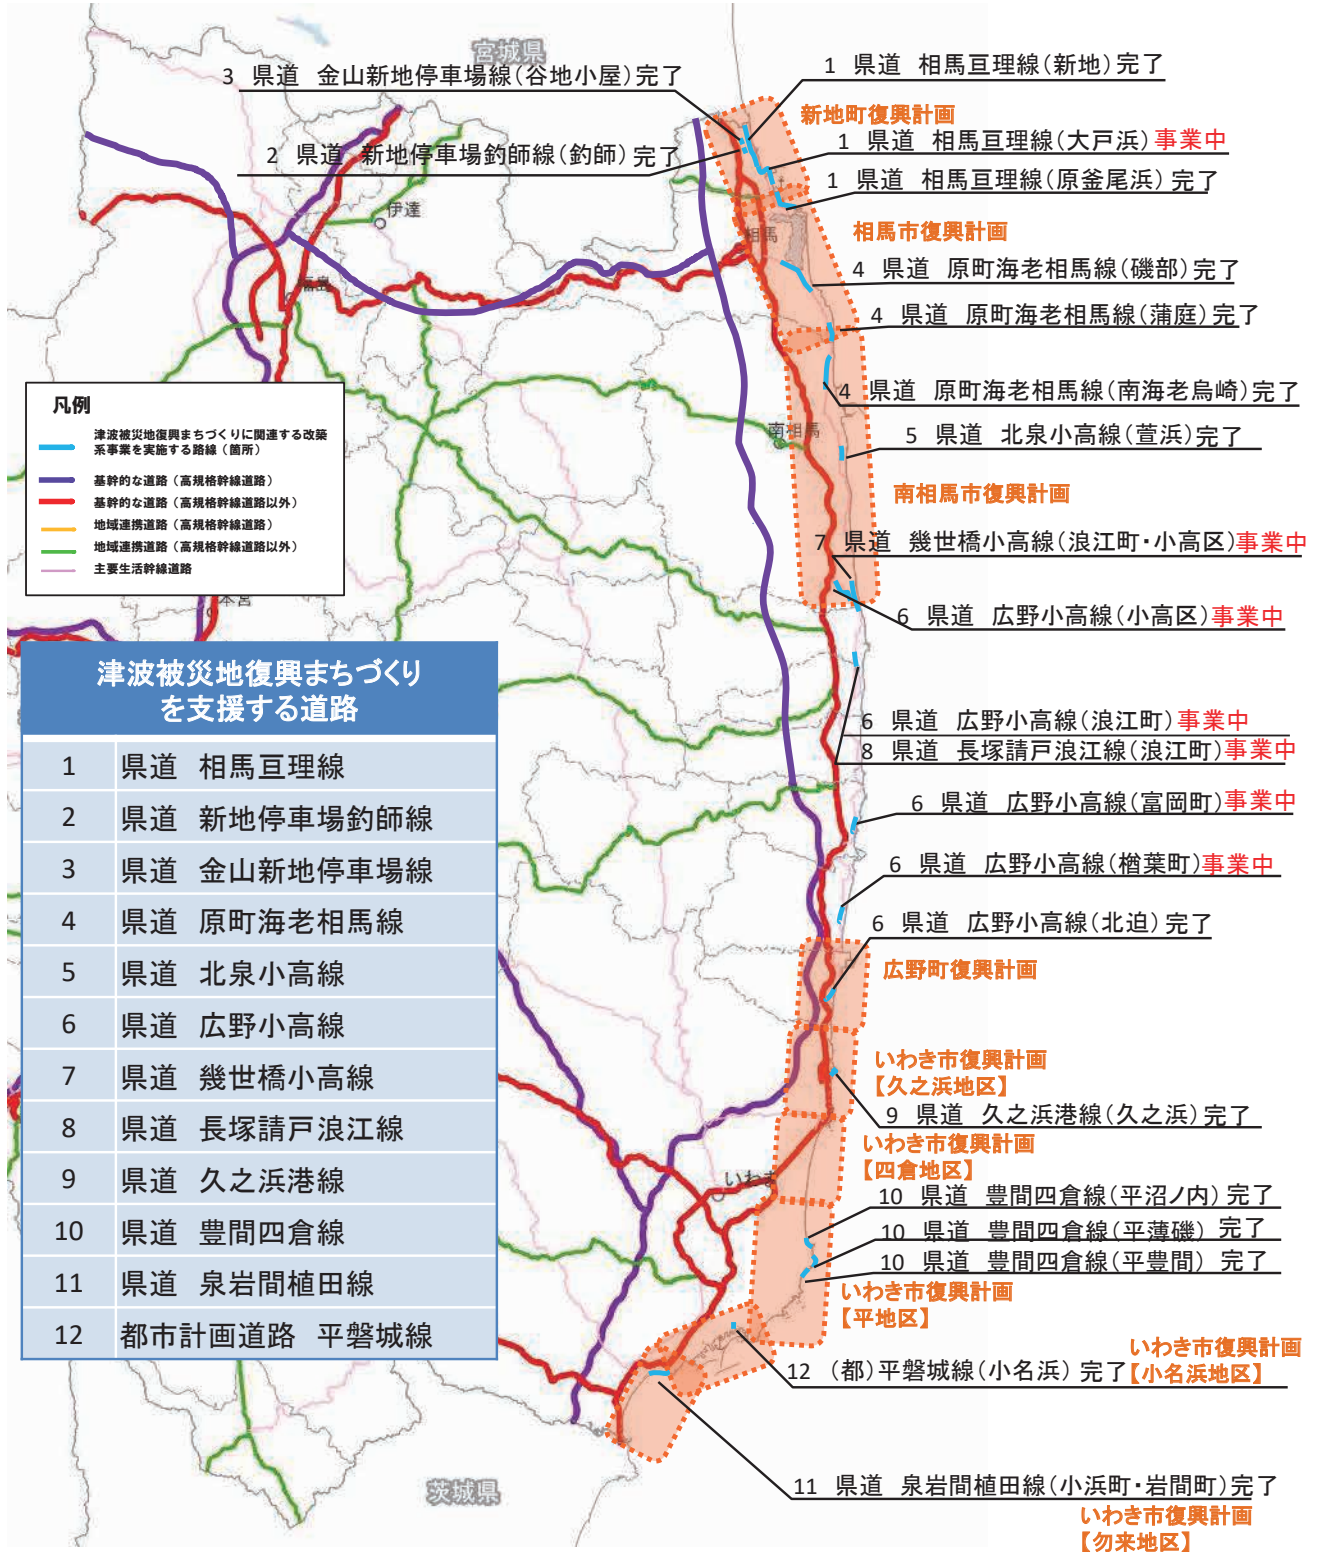 宮城県
3 県道 金山新地停車場線(谷地小屋)完了
1 県道 相馬亘理線(新地)完了
新地町復興計画
1 県道 相馬亘理線(大戸浜)事業中
2 県道 新地停車場釣師線(釣師)完了
1 県道 相馬亘理線(原釜尾浜)完了
伊達
相馬
相馬市復興計画
4 県道 原町海老相馬線(磯部)完了
福島
4 県道 原町海老相馬線(蒲庭)完了
4 県道 原町海老相馬線(南海老烏崎)完了
南相馬
5 県道 北泉小高線(萱浜)完了
南相馬市復興計画
凡例
津波被災地復興まちづくりに関連する改築
系事業を実施する路線(箇所)
基幹的な道路(高規格幹線道路)
基幹的な道路(高規格幹線道路以外)
地域連携道路(高規格幹線道路)
地域連携道路(高規格幹線道路以外)
主要生活幹線道路
本宮
7 県道 幾世橋小高線(浪江町・小高区)事業中
6 県道 広野小高線(小高区)事業中
6 県道 広野小高線(浪江町)事業中
8 県道 長塚請戸浪江線(浪江町)事業中
6 県道 広野小高線(富岡町)事業中
6 県道 広野小高線(楢葉町)事業中
6 県道 広野小高線(北迫)完了
広野町復興計画
いわき市復興計画
【久之浜地区】
9 県道 久之浜港線(久之浜)完了
いわき市復興計画
【四倉地区】
いわき
10 県道 豊間四倉線(平沼ノ内)完了
10 県道 豊間四倉線(平薄磯)完了
10 県道 豊間四倉線(平豊間)完了
いわき市復興計画
【平地区】
いわき市復興計画
【小名浜地区】
12 (都)平磐城線(小名浜)完了
11 県道 泉岩間植田線(小浜町・岩間町)完了
いわき市復興計画
【勿来地区】
茨城県
津波被災地復興まちづくり
を支援する道路
1 県道 相馬亘理線
2 県道 新地停車場釣師線
3 県道 金山新地停車場線
4 県道 原町海老相馬線
5 県道 北泉小高線
6 県道 広野小高線
7 県道 幾世橋小高線
8 県道 長塚請戸浪江線
9 県道 久之浜港線
10 県道 豊間四倉線
11 県道 泉岩間植田線
12 都市計画道路 平磐城線